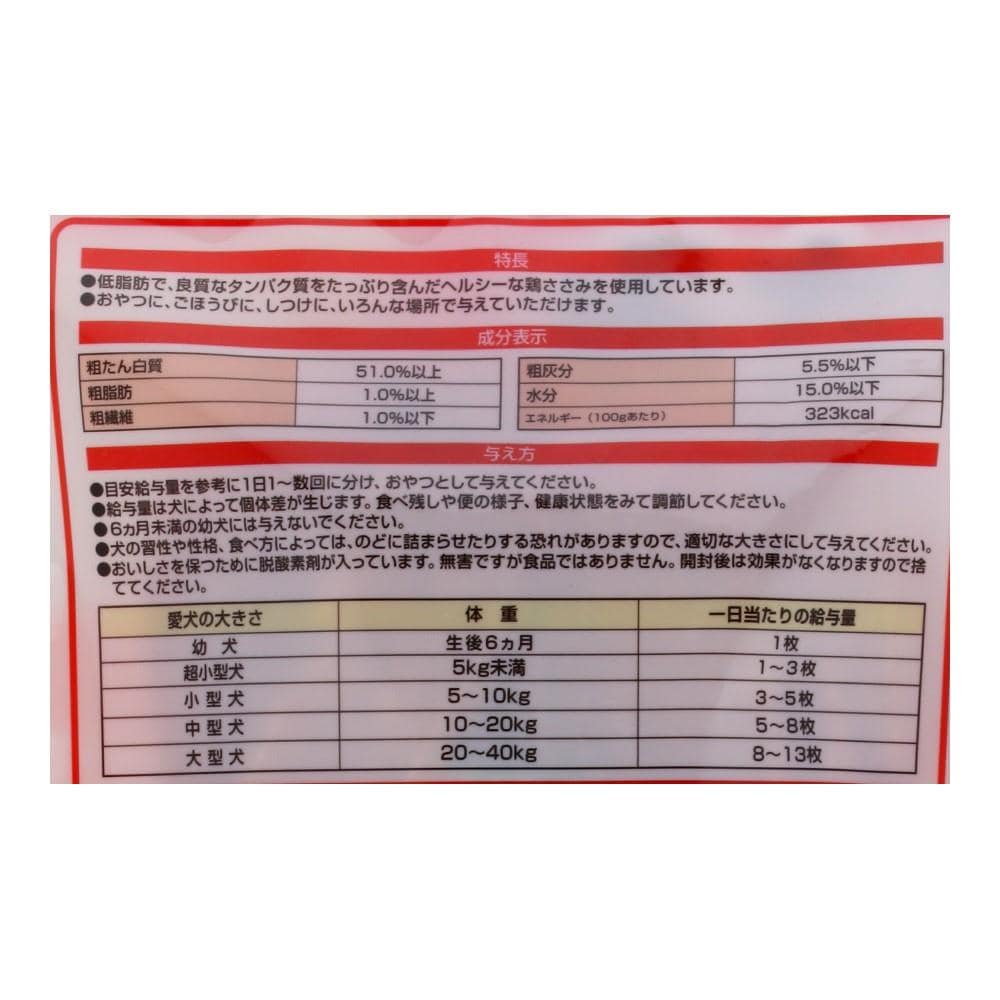 特長
●低脂肪で、良質なタンパク質をたっぷり含んだヘルシーな鶏ささみを使用しています。
●おやつに、ごほうびに、しつけに、いろんな場所で与えていただけます。
成分表示
粗たん白質 51.0%以上 粗灰分 5.5%以下
粗脂肪 1.0%以上 水分 15.0%以下
粗繊維 1.0%以下 エネルギー（100gあたり） 323kcal
与え方
●目安給与量を参考に1日1〜数回に分け、おやつとして与えてください。
●給与量は犬によって個体差が生じます。食べ残しや便の様子、健康状態をみて調節してください。
●6ヵ月未満の幼犬には与えないでください。
●犬の習性や性格、食べ方によっては、のどに詰まらせたりする恐れがありますので、適切な大きさにして与えてください。
●おいしさを保つために脱酸素剤が入っています。無害ですが食品ではありません。開封後は効果がなくなりますので捨
ててください。
愛犬の大きさ 体 重 一日当たりの給与量
幼 犬 生後6ヵ月 1枚
超小型犬 5kg未満 1〜3枚
小 型 犬 5〜10kg 3〜5枚
中 型 犬 10〜20kg 5〜8枚
大 型 犬 20〜40kg 8〜13枚